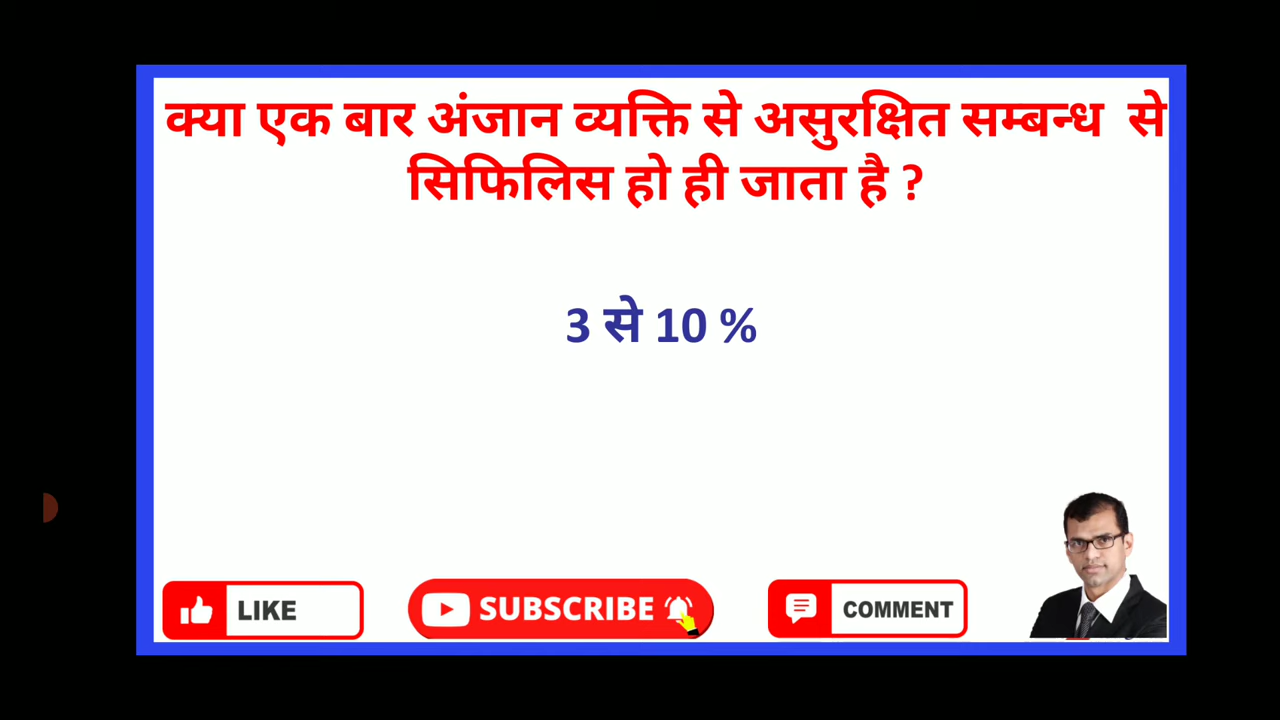 क्या एक बार अंजान व्यक्ति से असुरक्षित सम्बन्ध से
सिफिलिस हो ही जाता है ?
3 से 10 %
LIKE
SUBSCRIBE
COMMENT